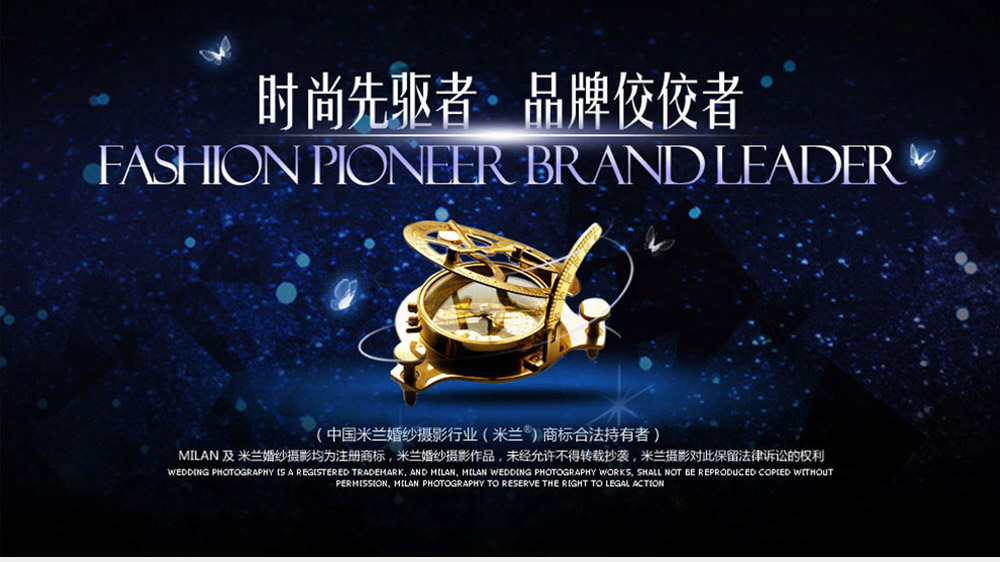 时尚先驱者 品牌佼佼者
FASHION PIONEER BRAND LEADER
（中国米兰婚纱摄影行业（米兰®）商标合法持有者）
MILAN 及 米兰婚纱摄影均为注册商标，米兰婚纱摄影作品，未经允许不得转载抄袭，米兰摄影对此保留法律诉讼的权利
WEDDING PHOTOGRAPHY IS A REGISTERED TRADEMARK, AND MILAN, MILAN WEDDING PHOTOGRAPHY WORKS, SHALL NOT BE REPRODUCED COPIED WITHOUT
PERMISSION, MILAN PHOTOGRAPHY TO RESERVE THE RIGHT TO LEGAL ACTION